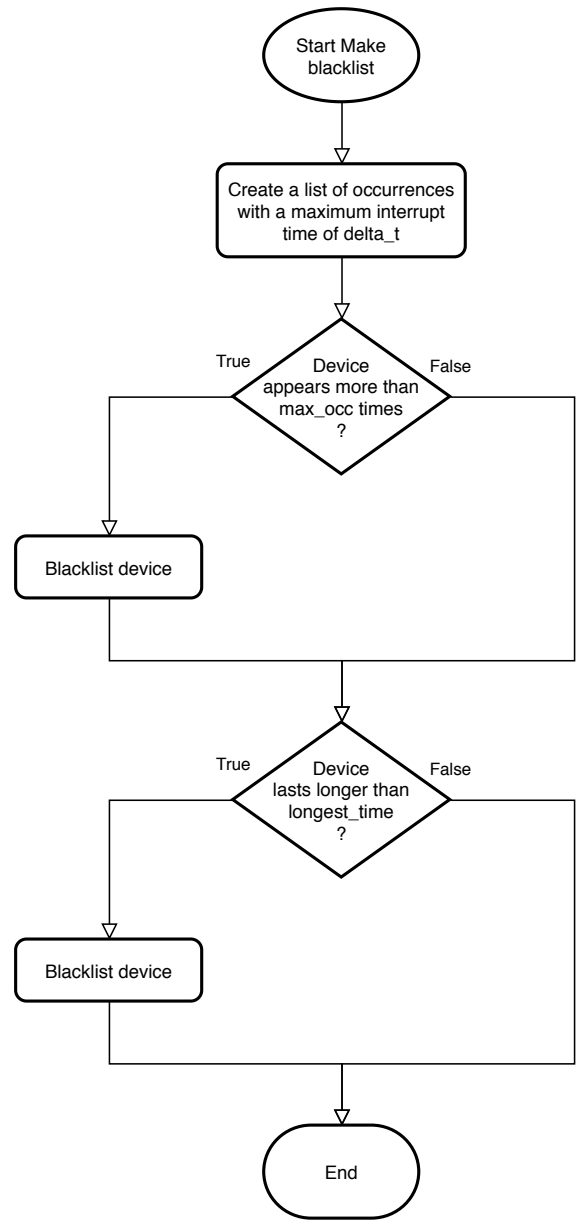 Start Make
blacklist
Create a list of occurrences
with a maximum interrupt
time of delta_t
True
False
Device
appears more than
max_occ times
?
Blacklist device
True
False
Device
lasts longer than
longest_time
?
Blacklist device
End